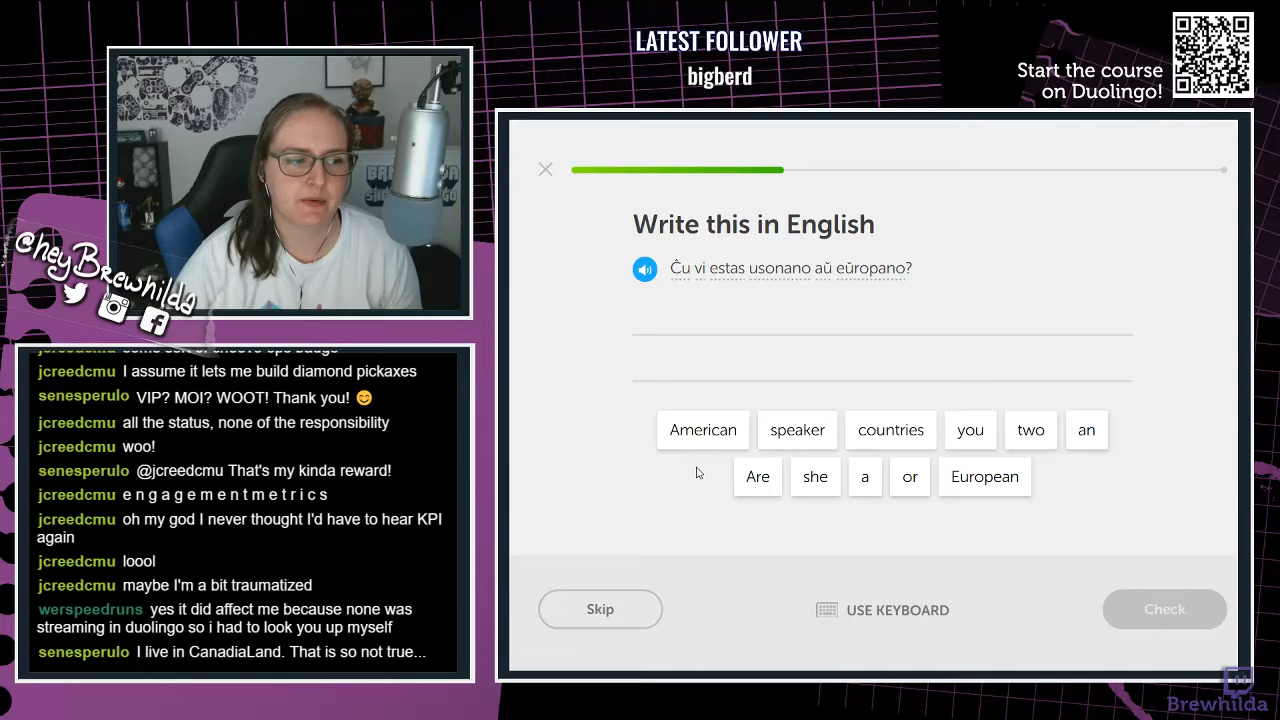 LATEST FOLLOWER
bigberd
Start the course
on Duolingo!
@heyBrewhilda
Write this in English
Ĉu vi estas usonano aŭ eŭropano?
American speaker countries you two an
Are she a or European
Skip
USE KEYBOARD
Check
jcreedcmu I assume it lets me build diamond pickaxes
senesperulo VIP? MOI? WOOT! Thank you! 😊
jcreedcmu all the status, none of the responsibility
jcreedcmu woo!
senesperulo @jcreedcmu That's my kinda reward!
jcreedcmu e n g a g e m e n t m e t r i c s
jcreedcmu oh my god I never thought I'd have to hear KPI
again
jcreedcmu loool
jcreedcmu maybe I'm a bit traumatized
werspeedruns yes it did affect me because none was
streaming in duolingo so i had to look you up myself
senesperulo I live in CanadiaLand. That is so not true...
Brewhilda